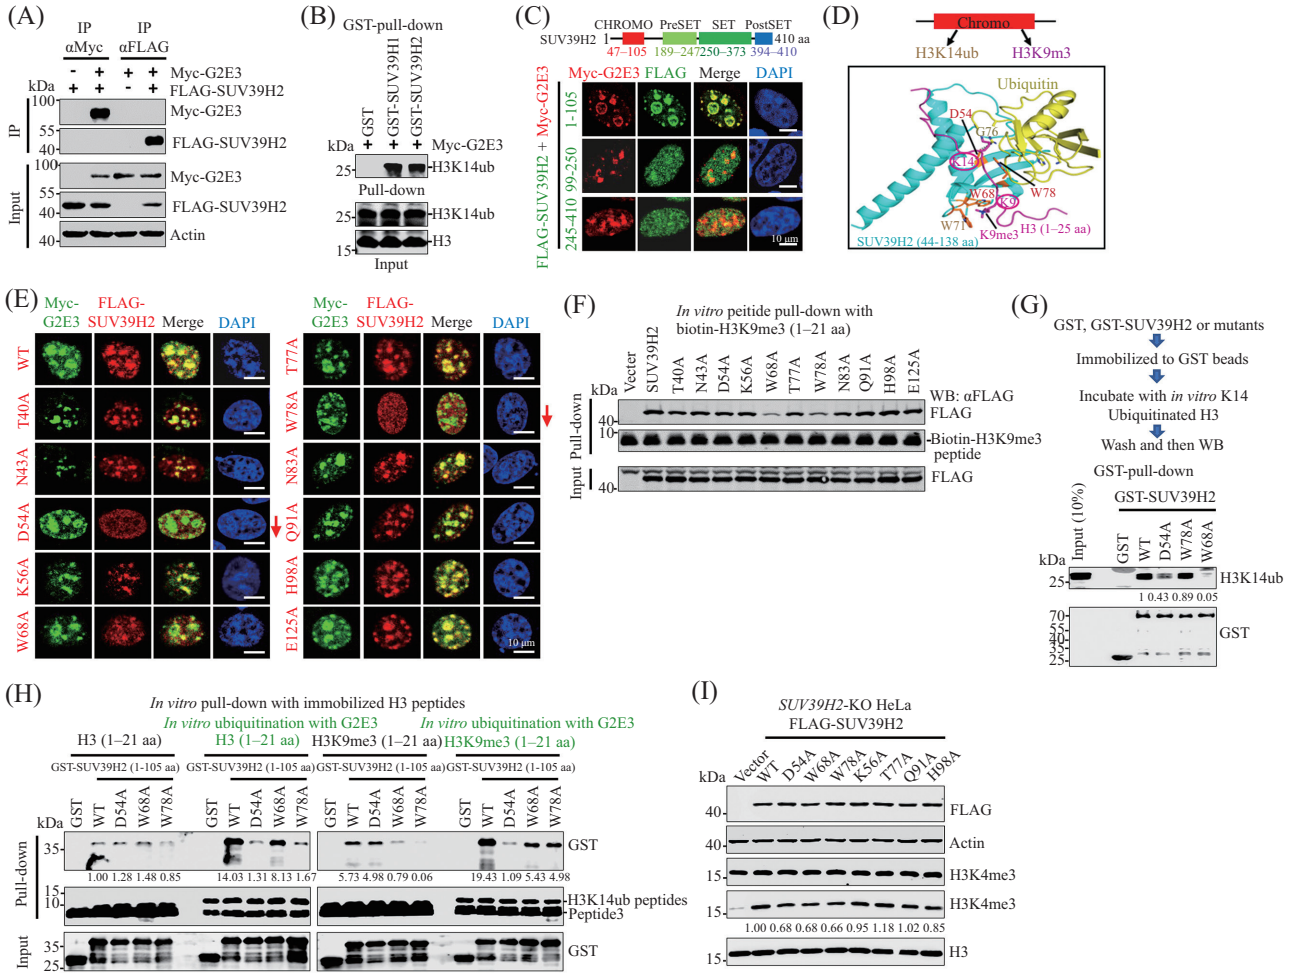 (A)
IP
αMyc
IP
αFLAG
- + + + Myc-G2E3
kDa + + - + FLAG-SUV39H2
IP
100
Myc-G2E3
55
40
FLAG-SUV39H2
Input
100
Myc-G2E3
55
40
FLAG-SUV39H2
40
Actin
(B)
GST-pull-down
GST
GST-SUV39H1
GST-SUV39H2
kDa + + + Myc-G2E3
25
H3K14ub
Pull-down
25
H3K14ub
15
H3
Input
(C)
CHROMO PreSET SET PostSET
SUV39H2 1 410 aa
47–105 189–247 250–373 394–410
Myc-G2E3 FLAG Merge DAPI
FLAG-SUV39H2 + Myc-G2E3
1-105
99-250
245-410
10 μm
(D)
Chromo
H3K14ub H3K9m3
Ubiquitin
D54
G76
K14
W78
W68
K9
W71
K9me3
H3 (1–25 aa)
SUV39H2 (44-138 aa)
(E)
Myc-
G2E3
FLAG-
SUV39H2 Merge DAPI
Myc-
G2E3
FLAG-
SUV39H2 Merge DAPI
WT
T40A
N43A
D54A
K56A
W68A
T77A
W78A
N83A
Q91A
H98A
E125A
10 μm
(F)
In vitro peitide pull-down with
biotin-H3K9me3 (1–21 aa)
Vecter
SUV39H2
T40A
N43A
D54A
K56A
W68A
T77A
W78A
N83A
Q91A
H98A
E125A
kDa
WB: αFLAG
Pull-down
40
FLAG
10
Biotin-H3K9me3
peptide
Input
40
FLAG
(G)
GST, GST-SUV39H2 or mutants
Immobilized to GST beads
Incubate with in vitro K14
Ubiquitinated H3
Wash and then WB
GST-pull-down
GST-SUV39H2
Input (10%)
GST
WT
D54A
W78A
W68A
kDa
25
H3K14ub
1 0.43 0.89 0.05
70
55
40
35
25
GST
(H)
In vitro pull-down with immobilized H3 peptides
In vitro ubiquitination with G2E3
In vitro ubiquitination with G2E3
H3 (1–21 aa) H3 (1–21 aa) H3K9me3 (1–21 aa) H3K9me3 (1–21 aa)
GST-SUV39H2 (1-105 aa) GST-SUV39H2 (1-105 aa) GST-SUV39H2 (1-105 aa) GST-SUV39H2 (1-105 aa)
GST WT D54A W68A W78A GST WT D54A W68A W78A GST WT D54A W68A W78A GST WT D54A W68A W78A
kDa
Pull-down
35
GST
1.00 1.28 1.48 0.85 14.03 1.31 8.13 1.67 5.73 4.98 0.79 0.06 19.43 1.09 5.43 4.98
15
10
H3K14ub peptides
Peptide3
Input
35
25
GST
(I)
SUV39H2-KO HeLa
FLAG-SUV39H2
Vector
WT
D54A
W68A
W78A
K56A
T77A
Q91A
H98A
kDa
40
FLAG
40
Actin
15
H3K4me3
15
H3K4me3
1.00 0.68 0.68 0.66 0.95 1.18 1.02 0.85
15
H3